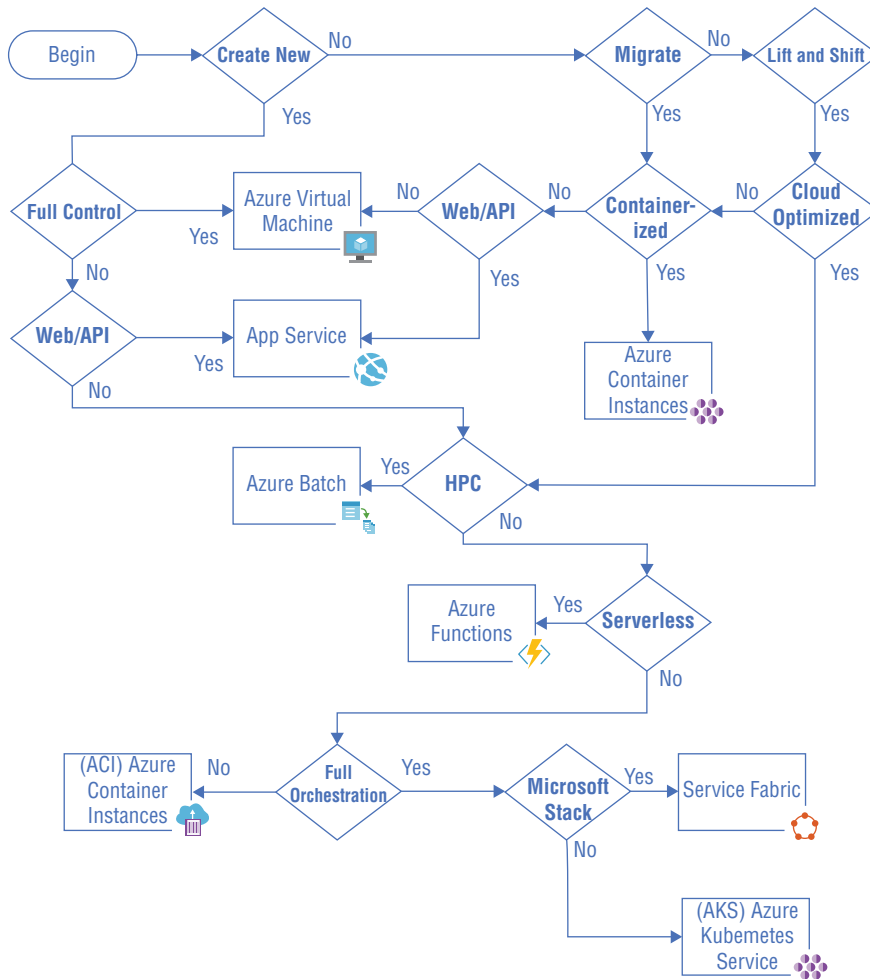 Begin
Create New
No
Migrate
No
Lift and Shift
Yes
Yes
Yes
Full Control
Yes
Azure Virtual
Machine
No
Web/API
No
Container-
ized
No
Cloud
Optimized
No
Yes
Yes
Yes
Web/API
Yes
App Service
No
Azure
Container
Instances
Azure Batch
Yes
HPC
No
Azure
Functions
Yes
Serverless
No
(ACI) Azure
Container
Instances
No
Full
Orchestration
Yes
Microsoft
Stack
Yes
Service Fabric
No
(AKS) Azure
Kubemetes
Service